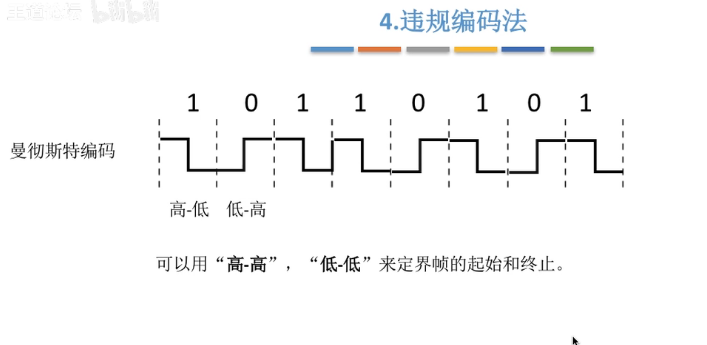 bilibili
4.违规编码法
1 0 1 1 0 1 0 1
曼彻斯特编码
高-低 低-高
可以用“高-高”，“低-低”来定界帧的起始和终止。